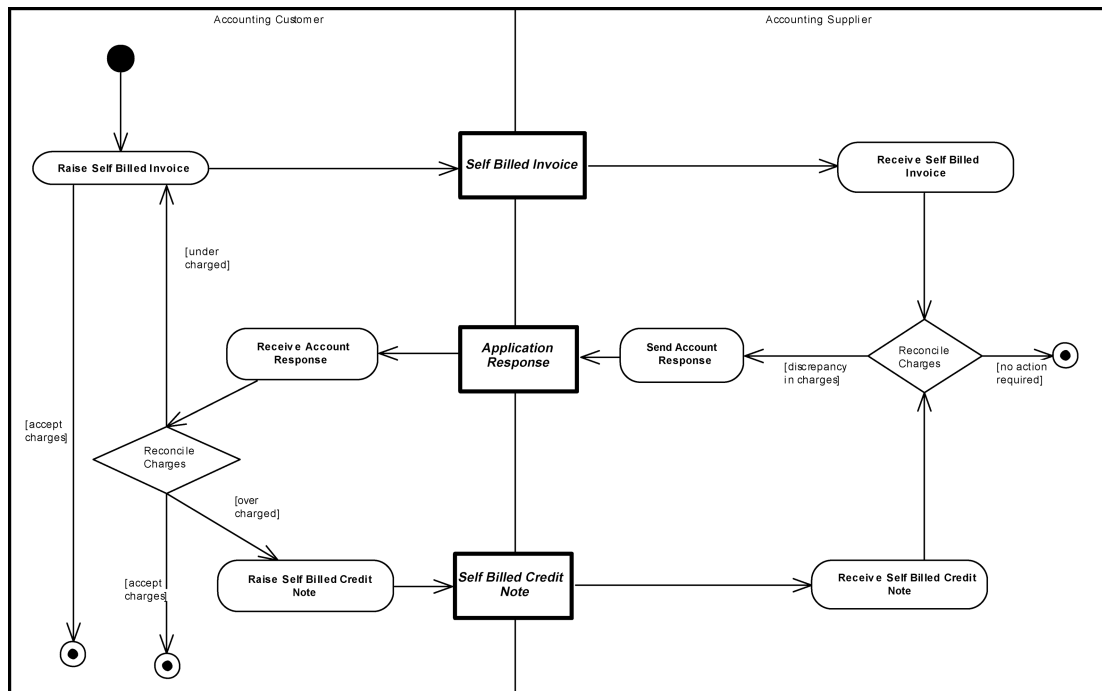 Accounting Customer
Accounting Supplier
Raise Self Billed Invoice
Self Billed Invoice
Receive Self Billed
Invoice
[under
charged]
Receive Account
Response
Application
Response
Send Account
Response
Reconcile
Charges
[discrepancy
in charges]
[no action
required]
[accept
charges]
Reconcile
Charges
[over
charged]
[accept
charges]
Raise Self Billed Credit
Note
Self Billed Credit
Note
Receive Self Billed Credit
Note